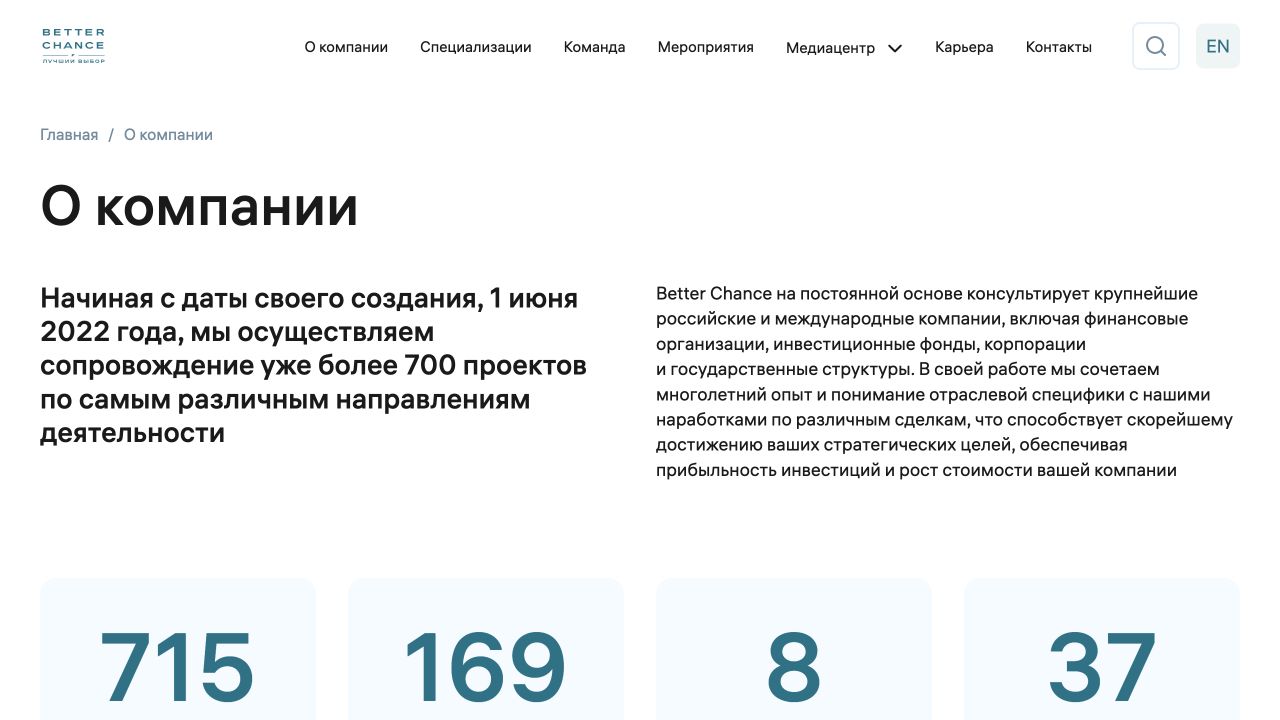 BETTER
CHANCE
ЛУЧШИЙ ВЫБОР
О компании
Специализации
Команда
Мероприятия
Медиацентр
Карьера
Контакты
EN
Главная / О компании
О компании
Начиная с даты своего создания, 1 июня
2022 года, мы осуществляем
сопровождение уже более 700 проектов
по самым различным направлениям
деятельности
Better Chance на постоянной основе консультирует крупнейшие
российские и международные компании, включая финансовые
организации, инвестиционные фонды, корпорации
и государственные структуры. В своей работе мы сочетаем
многолетний опыт и понимание отраслевой специфики с нашими
наработками по различным сделкам, что способствует скорейшему
достижению ваших стратегических целей, обеспечивая
прибыльность инвестиций и рост стоимости вашей компании
715
169
8
37